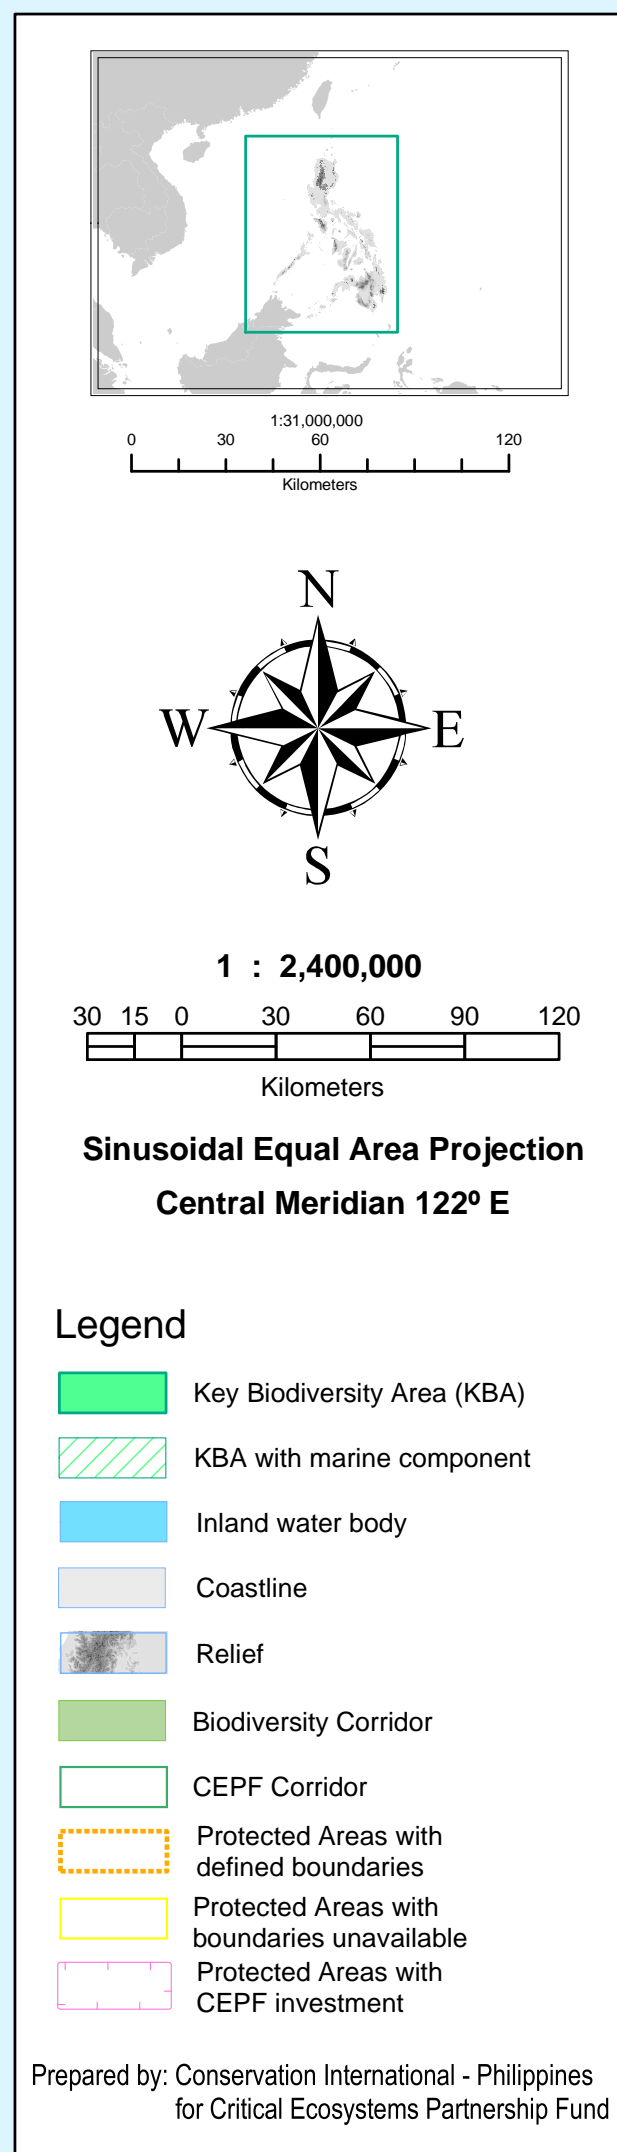 1:31,000,000
0 30 60 120
Kilometers
N
W E
S
1 : 2,400,000
30 15 0 30 60 90 120
Kilometers
Sinusoidal Equal Area Projection
Central Meridian 122º E
Legend
Key Biodiversity Area (KBA)
KBA with marine component
Inland water body
Coastline
Relief
Biodiversity Corridor
CEPF Corridor
Protected Areas with
defined boundaries
Protected Areas with
boundaries unavailable
Protected Areas with
CEPF investment
Prepared by: Conservation International - Philippines
for Critical Ecosystems Partnership Fund